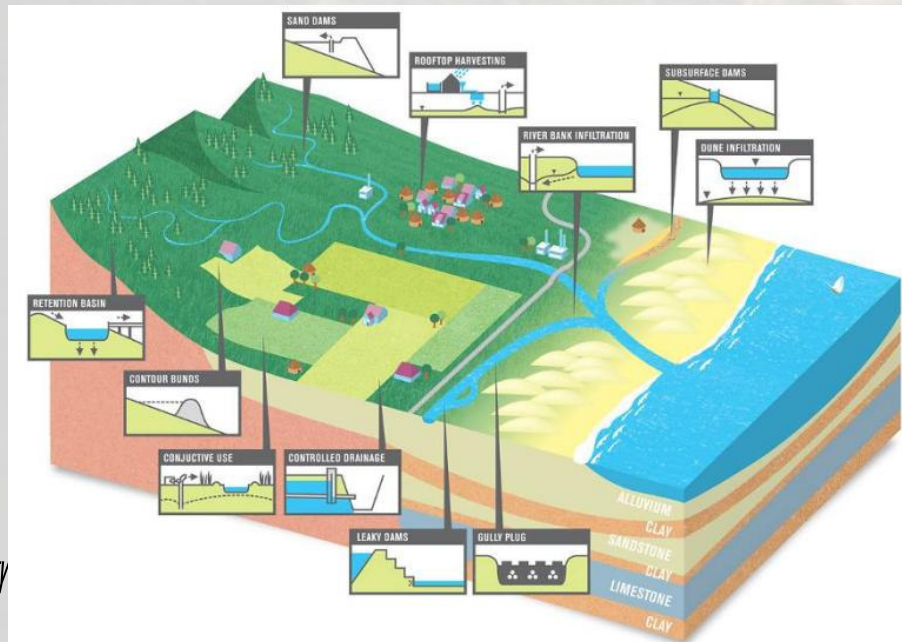 SAND DAMS
ROOFTOP HARVESTING
SUBSURFACE DAMS
RIVER BANK INFILTRATION
DUNE INFILTRATION
RETENTION BASIN
CONTOUR BUNDS
CONJUCTIVE USE
CONTROLLED DRAINAGE
LEAKY DAMS
GULLY PLUG
ALLUVIUM
CLAY
SANDSTONE
CLAY
LIMESTONE
CLAY